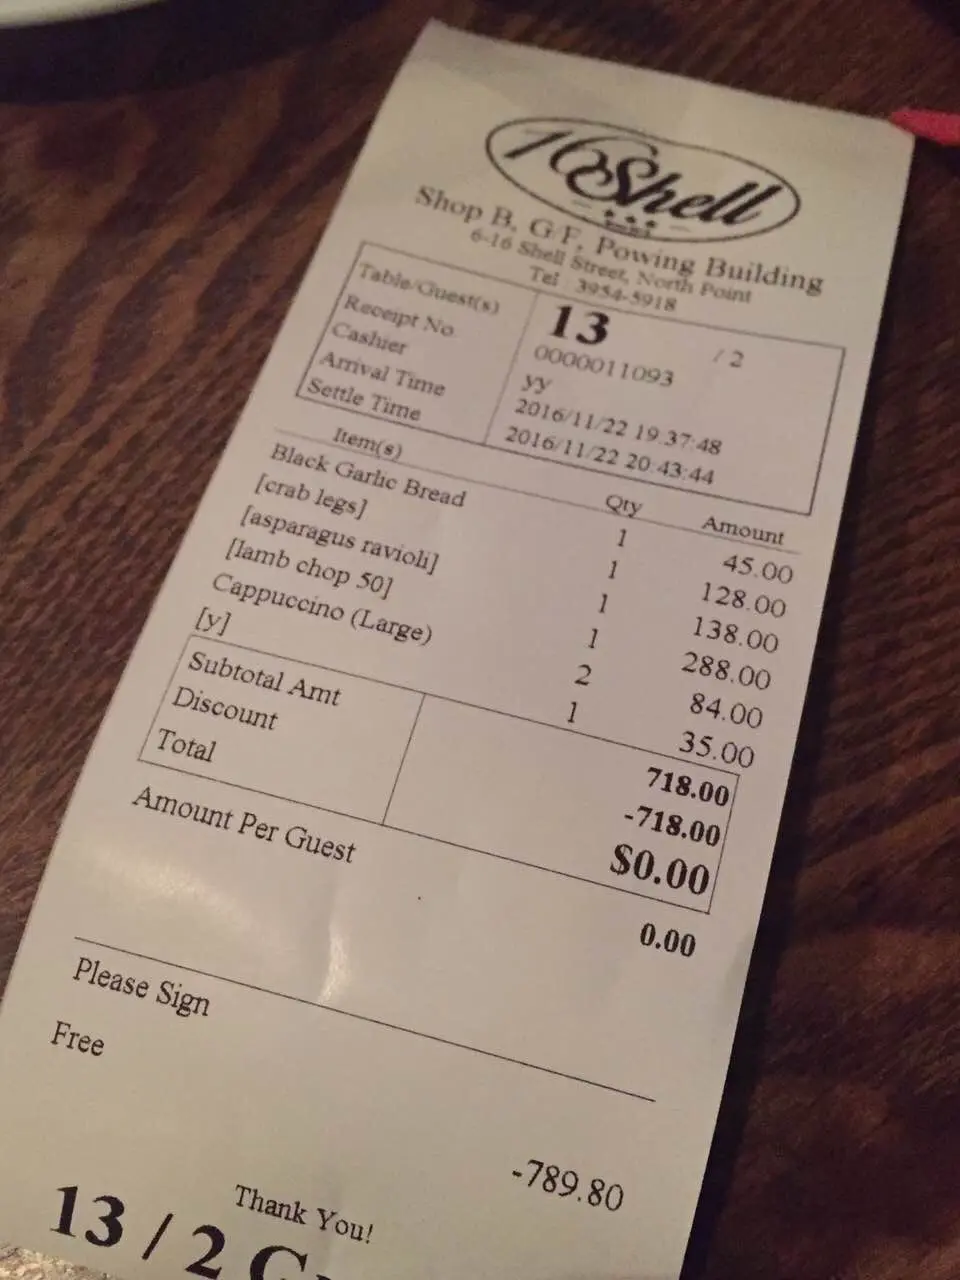 16 Shell
Shop B, G/F, Powing Building
6-16 Shell Street, North Point
Tel : 3954-5918
Table/Guest(s) 13 / 2
Receipt No 0000011093
Cashier yy
Arrival Time 2016/11/22 19:37:48
Settle Time 2016/11/22 20:43:44
Item(s) Qty Amount
Black Garlic Bread 1 45.00
[crab legs] 1 128.00
[asparagus ravioli] 1 138.00
[lamb chop 50] 1 288.00
Cappuccino (Large) 2 84.00
[y] 1 35.00
Subtotal Amt 718.00
Discount -718.00
Total $0.00
Amount Per Guest 0.00
Please Sign
Free -789.80
Thank You!
13 / 2